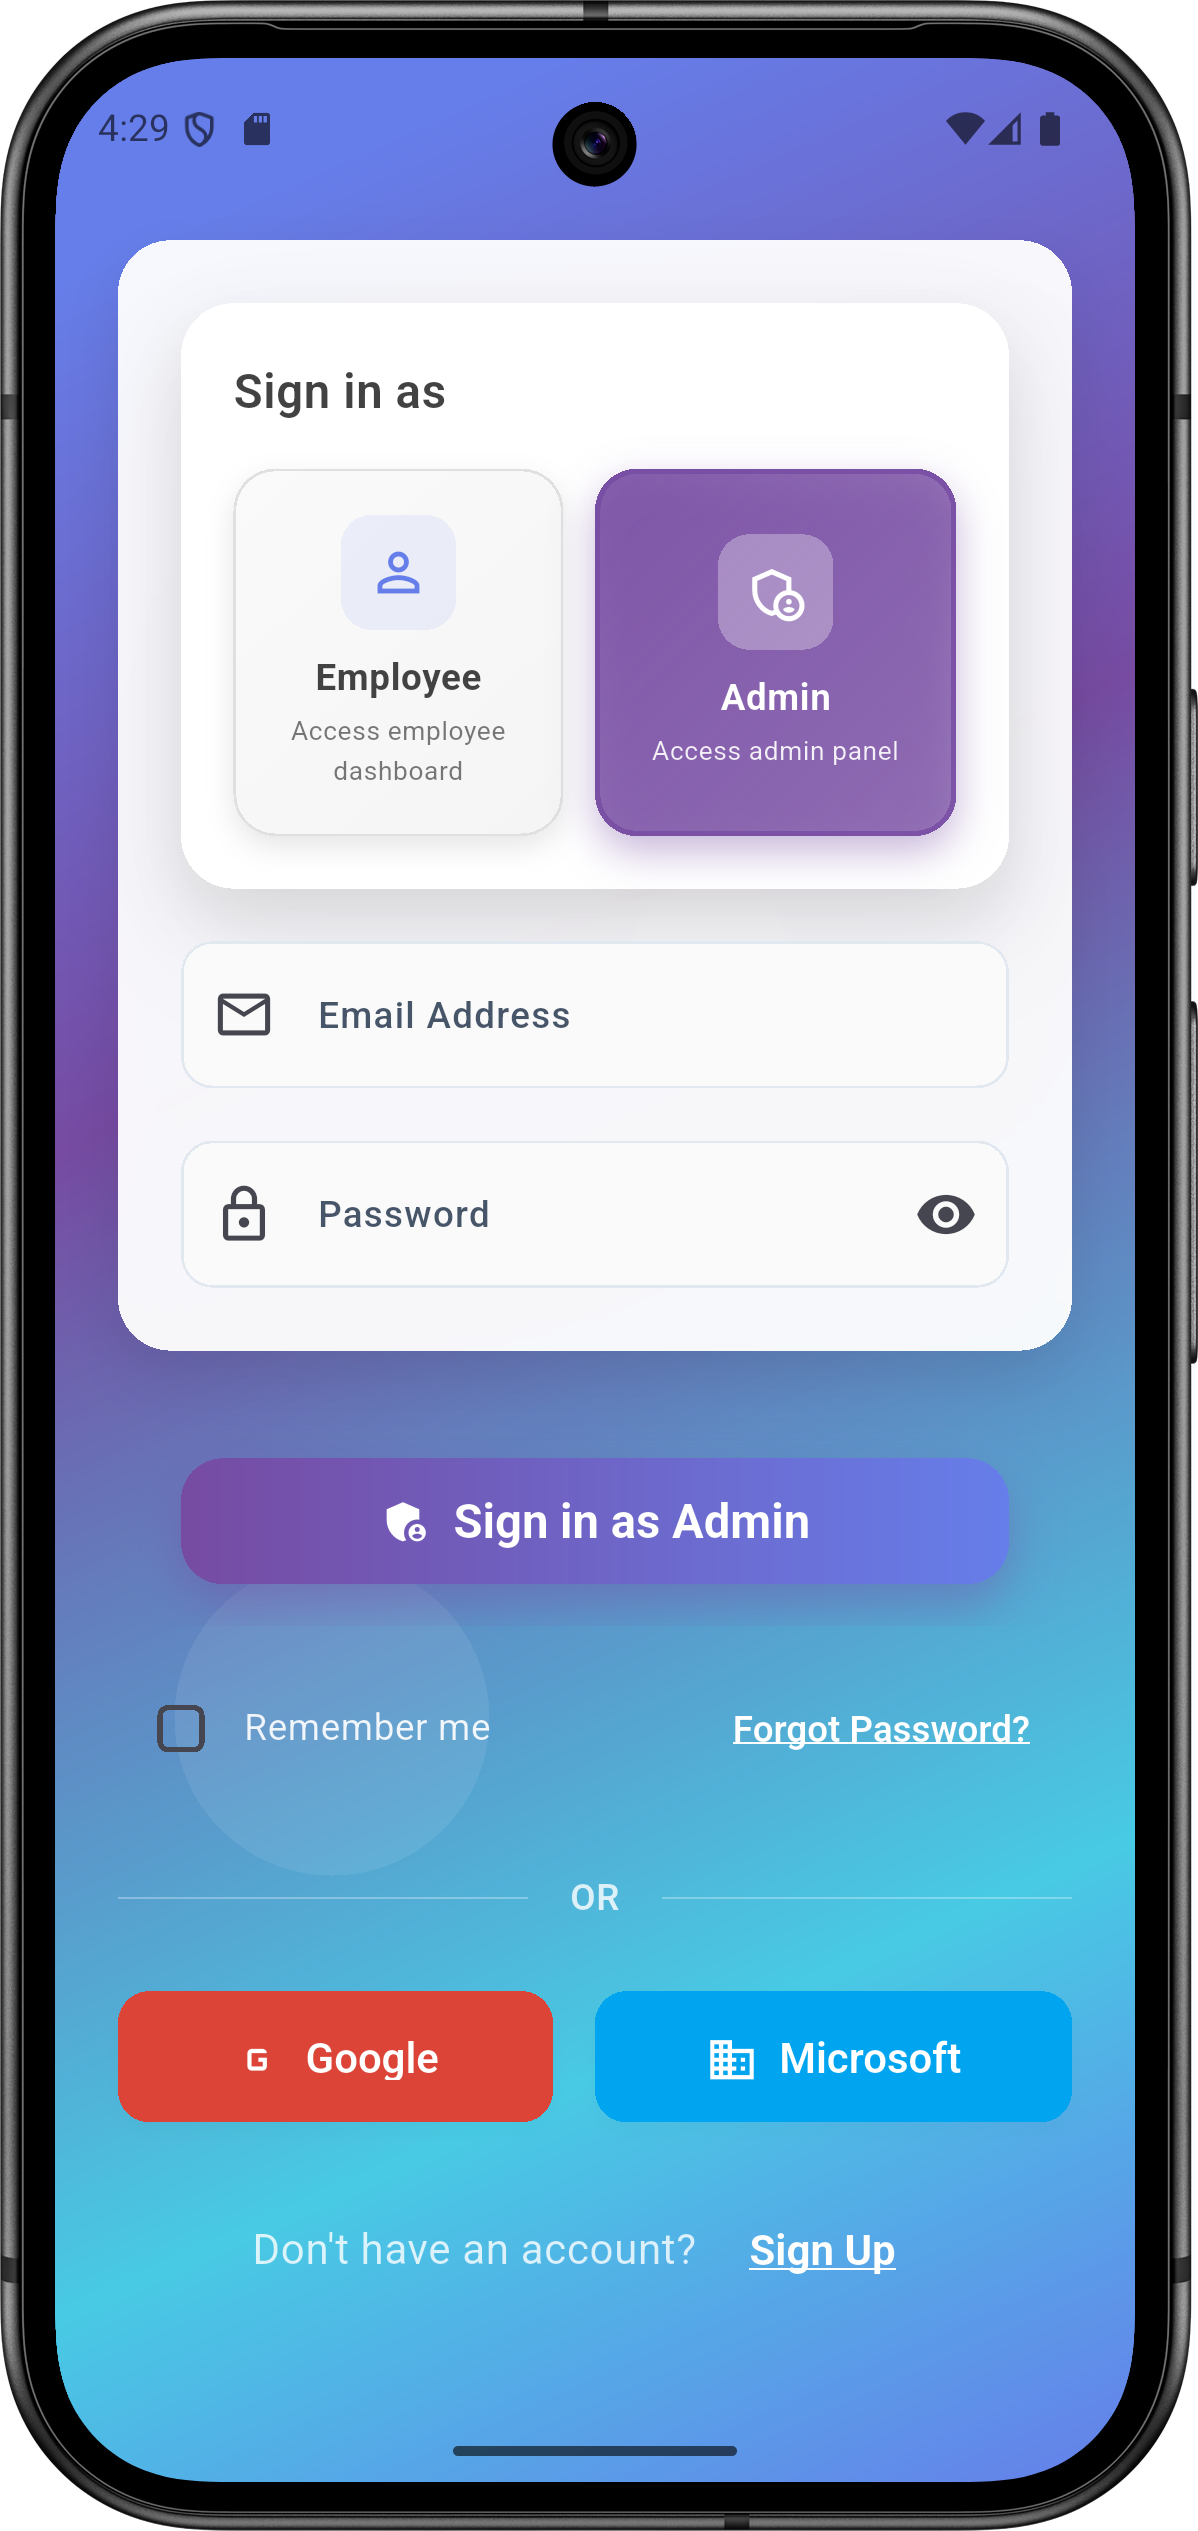 4:29
Sign in as
Employee
Access employee
dashboard
Admin
Access admin panel
Email Address
Password
Sign in as Admin
Remember me
Forgot Password?
OR
G Google
Microsoft
Don't have an account? Sign Up